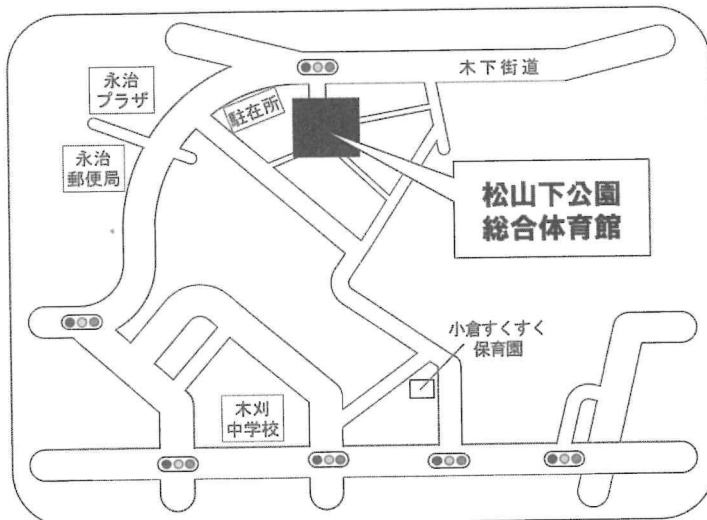 木下街道
永治
プラザ
駐在所
永治
郵便局
松山下公園
総合体育館
小倉すくすく
保育園
木刈
中学校